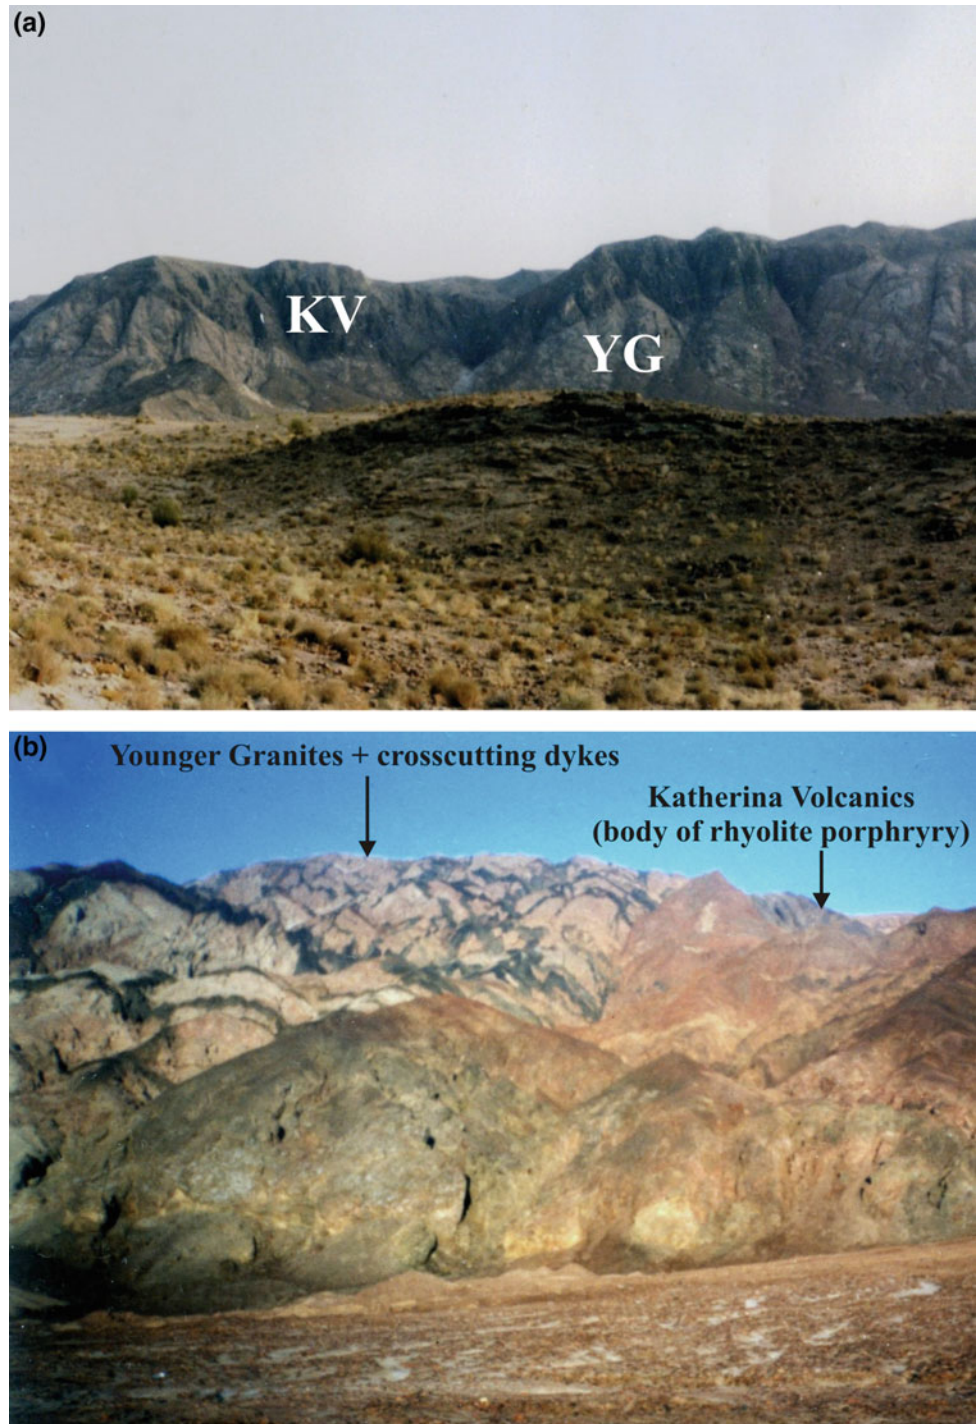 (a)
KV
YG
(b)
Younger Granites + crosscutting dykes
Katherina Volcanics
(body of rhyolite porphryry)